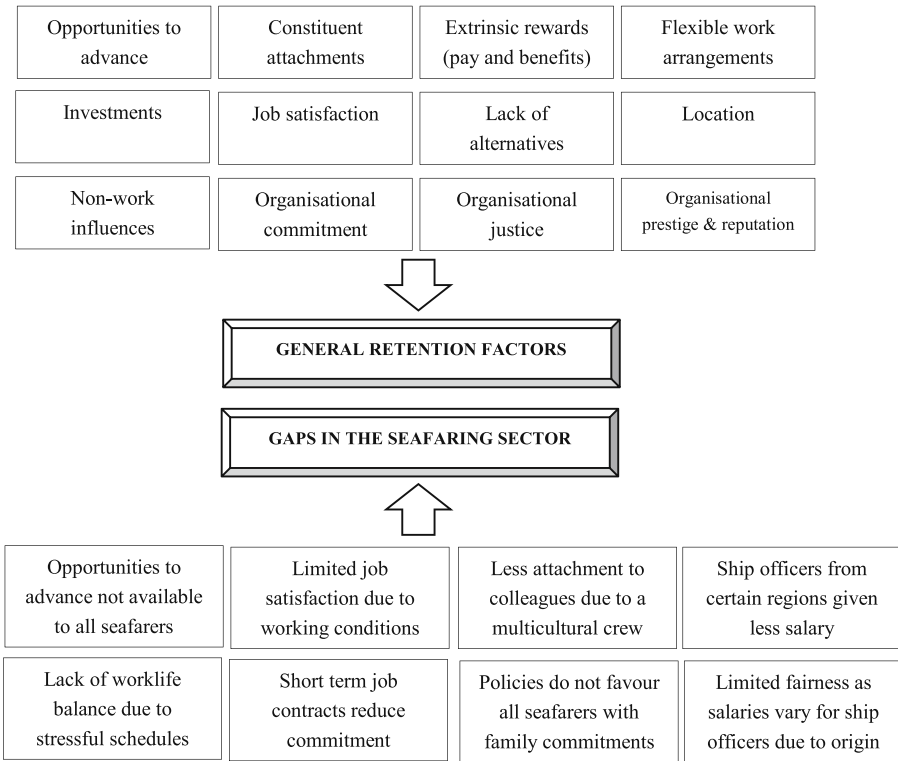 Opportunities to
advance
Constituent
attachments
Extrinsic rewards
(pay and benefits)
Flexible work
arrangements
Investments
Job satisfaction
Lack of
alternatives
Location
Non-work
influences
Organisational
commitment
Organisational
justice
Organisational
prestige & reputation
GENERAL RETENTION FACTORS
GAPS IN THE SEAFARING SECTOR
Opportunities to
advance not available
to all seafarers
Limited job
satisfaction due to
working conditions
Less attachment to
colleagues due to a
multicultural crew
Ship officers from
certain regions given
less salary
Lack of worklife
balance due to
stressful schedules
Short term job
contracts reduce
commitment
Policies do not favour
all seafarers with
family commitments
Limited fairness as
salaries vary for ship
officers due to origin